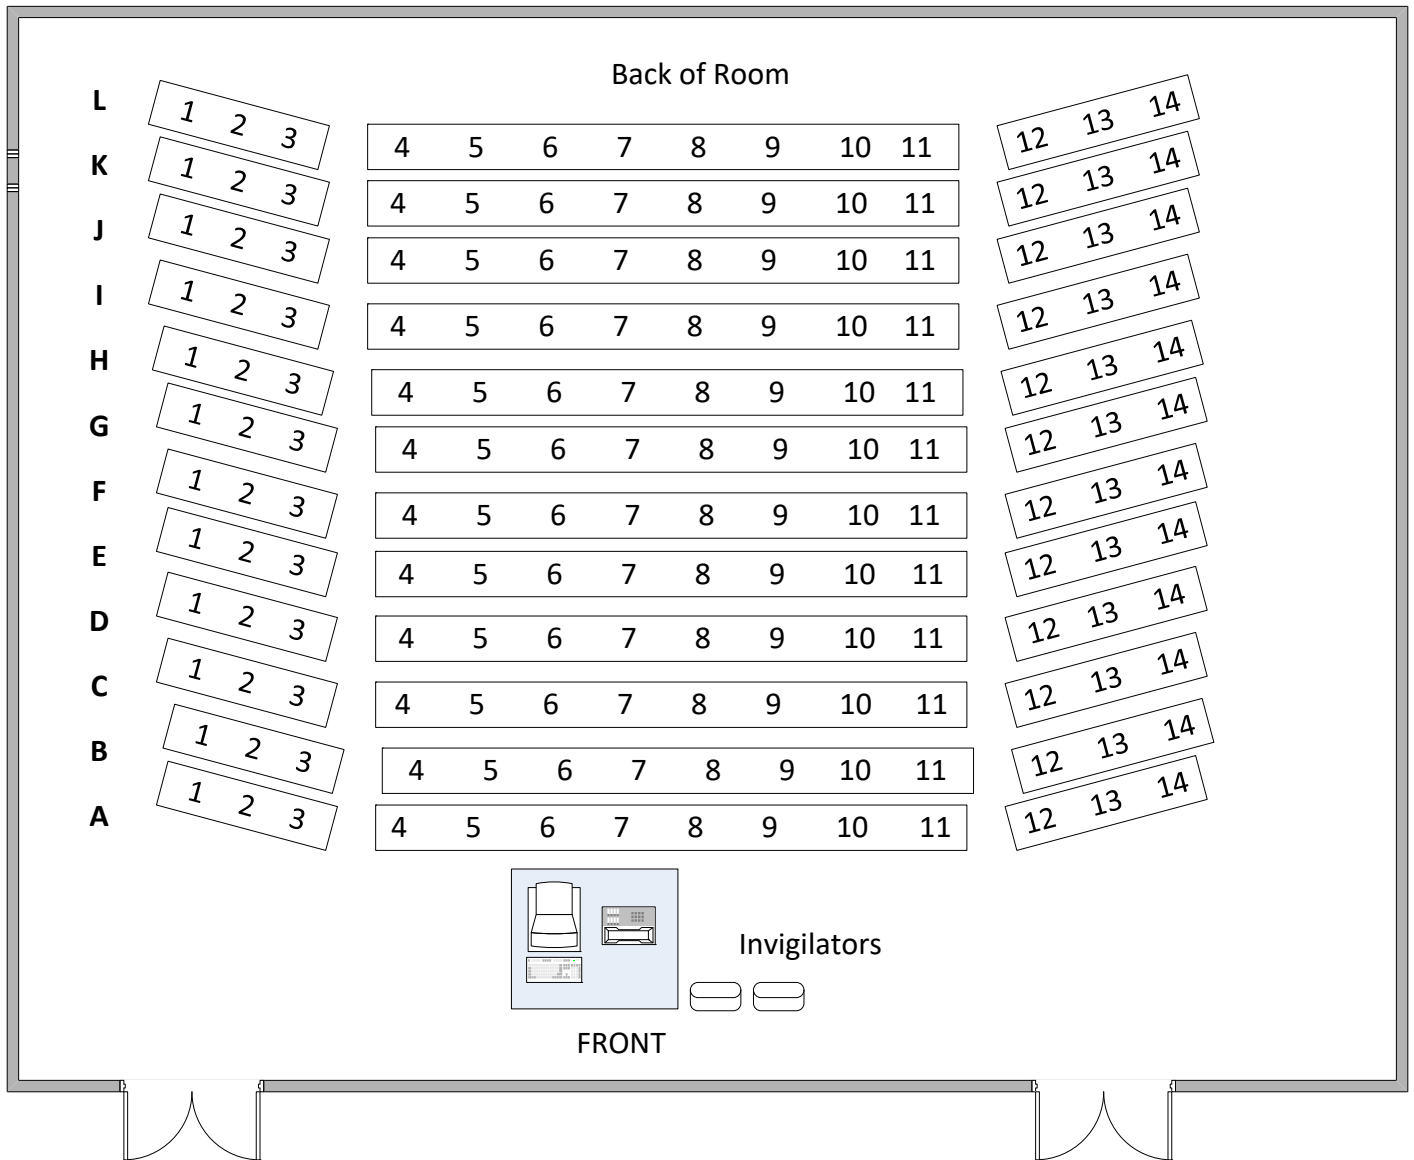 Back of Room
L 1 2 3 4 5 6 7 8 9 10 11 12 13 14
K 1 2 3 4 5 6 7 8 9 10 11 12 13 14
J 1 2 3 4 5 6 7 8 9 10 11 12 13 14
I 1 2 3 4 5 6 7 8 9 10 11 12 13 14
H 1 2 3 4 5 6 7 8 9 10 11 12 13 14
G 1 2 3 4 5 6 7 8 9 10 11 12 13 14
F 1 2 3 4 5 6 7 8 9 10 11 12 13 14
E 1 2 3 4 5 6 7 8 9 10 11 12 13 14
D 1 2 3 4 5 6 7 8 9 10 11 12 13 14
C 1 2 3 4 5 6 7 8 9 10 11 12 13 14
B 1 2 3 4 5 6 7 8 9 10 11 12 13 14
A 1 2 3 4 5 6 7 8 9 10 11 12 13 14
Invigilators
FRONT